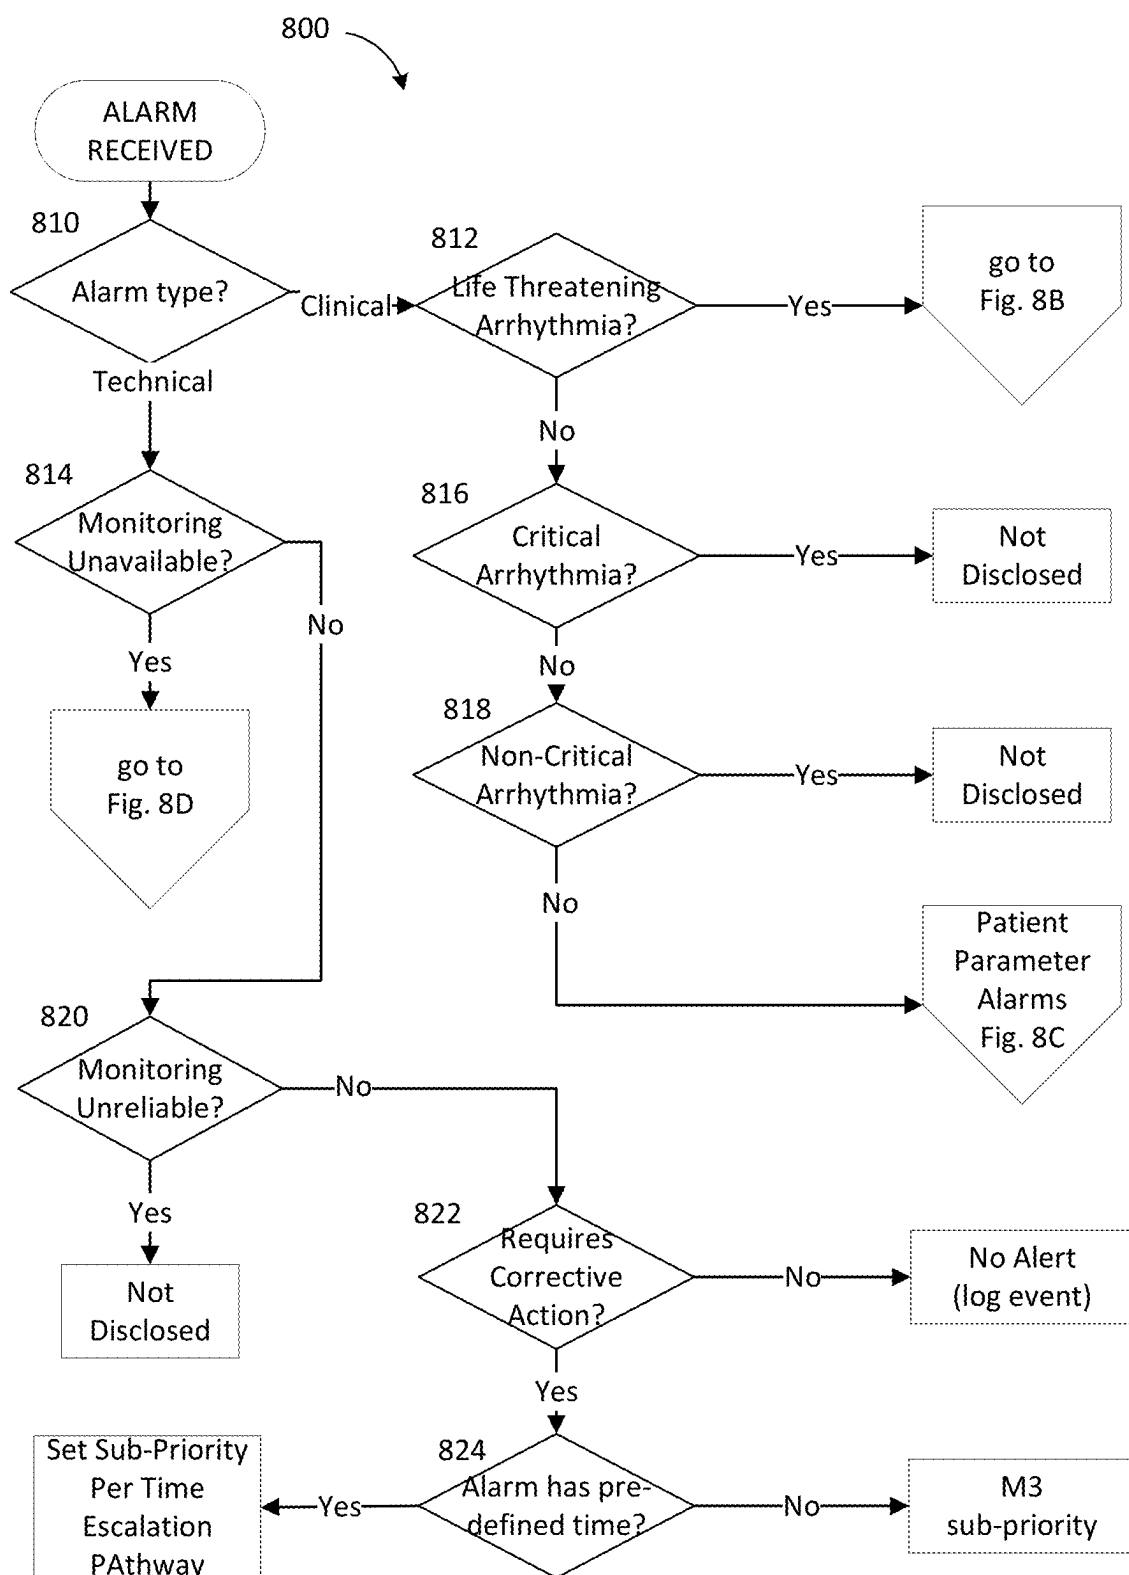 800
ALARM
RECEIVED
810
Alarm type?
Clinical
812
Life Threatening
Arrhythmia?
Yes
go to
Fig. 8B
Technical
No
814
Monitoring
Unavailable?
No
Yes
go to
Fig. 8D
816
Critical
Arrhythmia?
Yes
Not
Disclosed
No
818
Non-Critical
Arrhythmia?
Yes
Not
Disclosed
No
Patient
Parameter
Alarms
Fig. 8C
820
Monitoring
Unreliable?
No
Yes
Not
Disclosed
822
Requires
Corrective
Action?
No
No Alert
(log event)
Yes
824
Alarm has pre-
defined time?
Yes
Set Sub-Priority
Per Time
Escalation
PAthway
No
M3
sub-priority